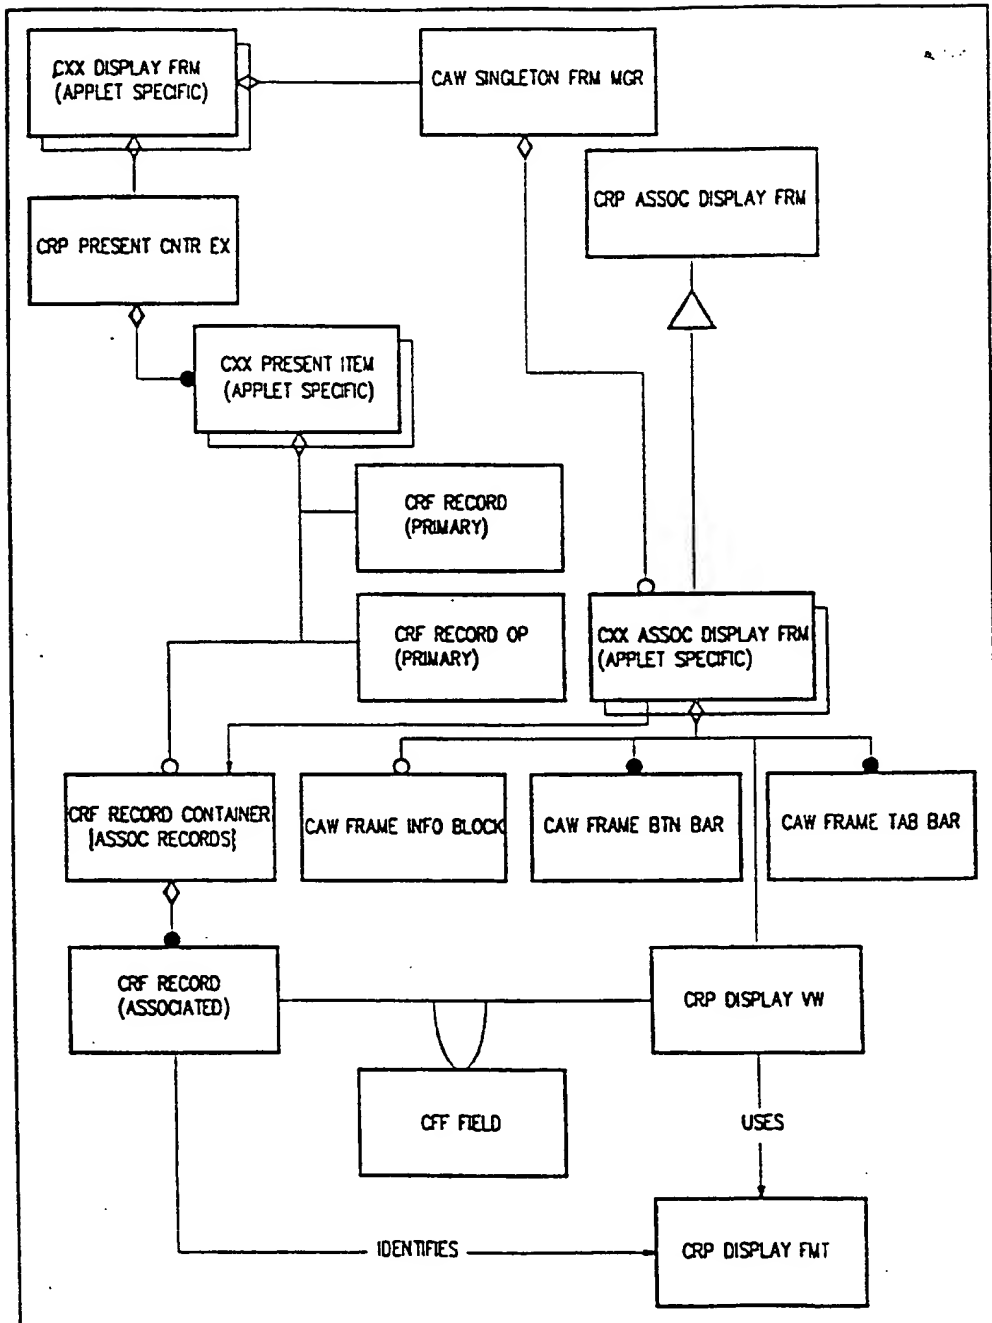 CXX DISPLAY FRM
(APPLET SPECIFIC)
CAW SINGLETON FRM MGR
CRP ASSOC DISPLAY FRM
CRP PRESENT CNTR EX
CXX PRESENT ITEM
(APPLET SPECIFIC)
CRF RECORD
(PRIMARY)
CRF RECORD OP
(PRIMARY)
CXX ASSOC DISPLAY FRM
(APPLET SPECIFIC)
CRF RECORD CONTAINER
{ASSOC RECORDS}
CAW FRAME INFO BLOCK
CAW FRAME BTN BAR
CAW FRAME TAB BAR
CRF RECORD
(ASSOCIATED)
CRP DISPLAY VW
CFF FIELD
USES
IDENTIFIES
CRP DISPLAY FMT